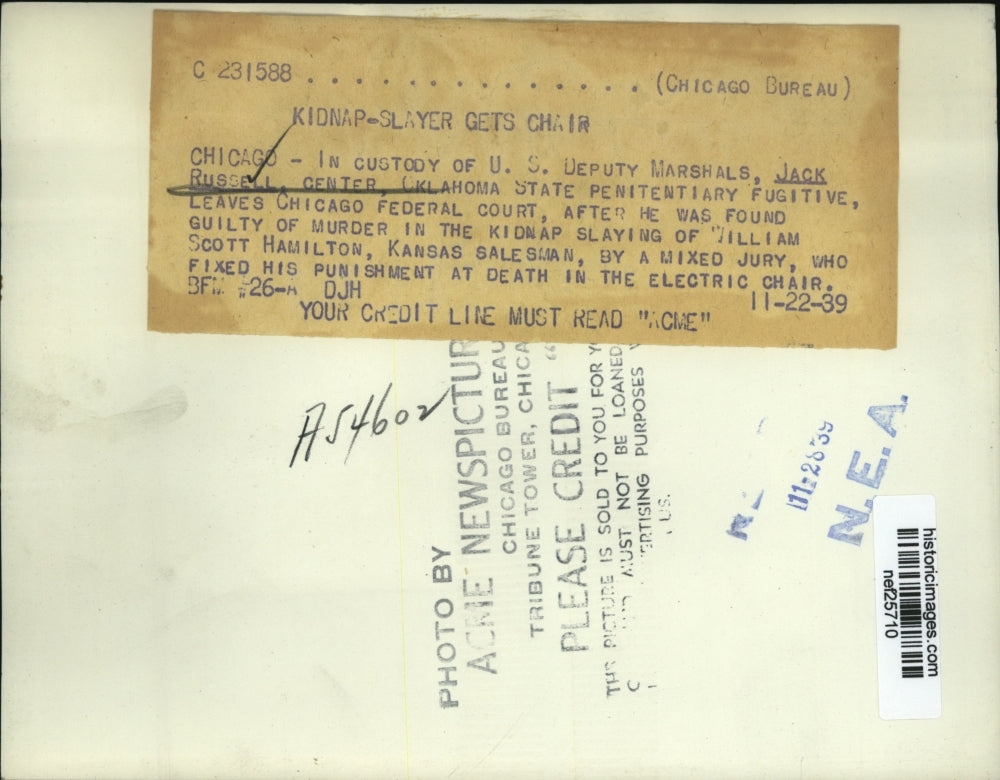 C 231588 . . . . . . . . . . . . . . . . (CHICAGO BUREAU)
KIDNAP-SLAYER GETS CHAIR
CHICAGO - IN CUSTODY OF U. S. DEPUTY MARSHALS, JACK
RUSSELL, CENTER, OKLAHOMA STATE PENITENTIARY FUGITIVE,
LEAVES CHICAGO FEDERAL COURT, AFTER HE WAS FOUND
GUILTY OF MURDER IN THE KIDNAP SLAYING OF WILLIAM
SCOTT HAMILTON, KANSAS SALESMAN, BY A MIXED JURY, WHO
FIXED HIS PUNISHMENT AT DEATH IN THE ELECTRIC CHAIR.
BFM #26-A DJH 11-22-39
YOUR CREDIT LINE MUST READ "ACME"
A54602
PHOTO BY
ACME NEWSPICTUR
CHICAGO BUREAU
TRIBUNE TOWER, CHICA
PLEASE CREDIT "
THIS PICTURE IS SOLD TO YOU FOR Y
MUST NOT BE LOANED
ERTISING PURPOSES
US.
N.E.A.
historicimages.com
nef25710